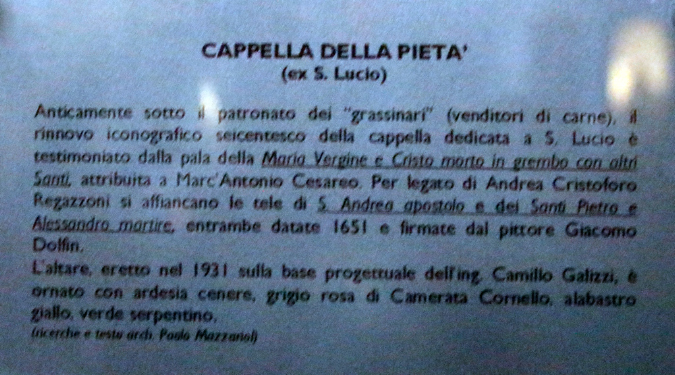 CAPPELLA DELLA PIETA'
(ex S. Lucio)
Anticamente sotto il patronato dei "grassinari" (venditori di carne), il
rinnovo iconografico seicentesco della cappella dedicata a S. Lucio è
testimoniato dalla pala della Maria Vergine e Cristo morto in grembo con altri
Santi, attribuita a Marc'Antonio Cesareo. Per legato di Andrea Cristoforo
Regazzoni si affiancano le tele di S. Andrea apostolo e dei Santi Pietro e
Alessandro martire, entrambe datate 1651 e firmate dal pittore Giacomo
Dolfin.
L'altare, eretto nel 1931 sulla base progettuale dell'ing. Camillo Galizzi, è
ornato con ardesia cenere, grigio rosa di Camerata Cornello, alabastro
giallo, verde serpentino.
(ricerche e testu arch. Paolo Mazzariol)